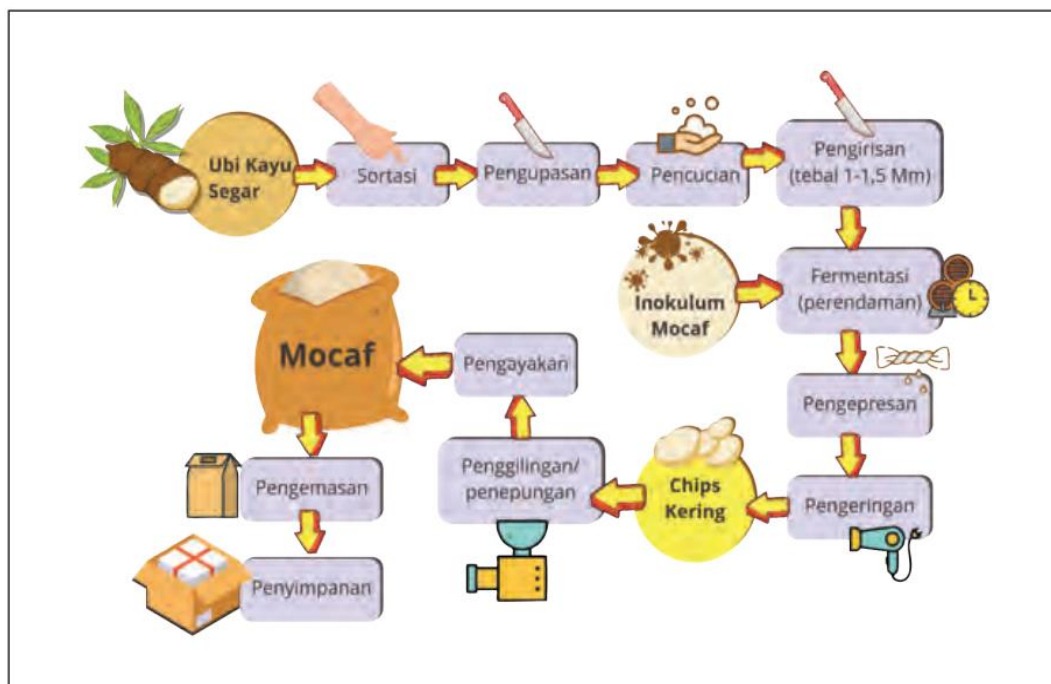 Ubi Kayu
Segar
Sortasi
Pengupasan
Pencucian
Pengirisan
(tebal 1-1,5 Mm)
Inokulum
Mocaf
Fermentasi
(perendaman)
Pengepresan
Pengeringan
Chips
Kering
Penggilingan/
penepungan
Pengayakan
Mocaf
Pengemasan
Penyimpanan